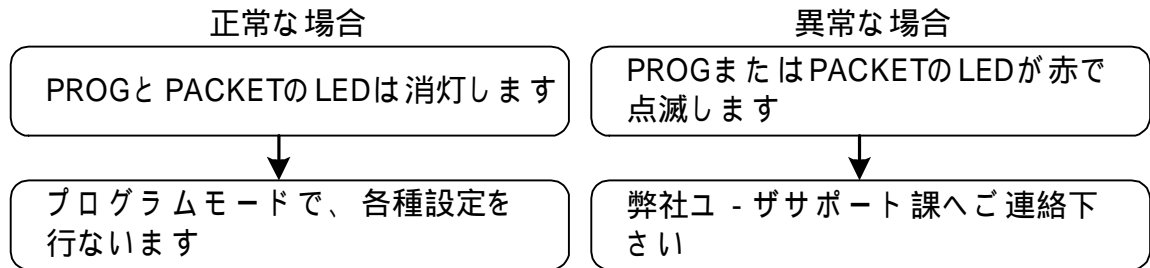 正常な場合
PROGとPACKETのLEDは消灯します
プログラムモードで、各種設定を
行ないます
異常な場合
PROGまたはPACKETのLEDが赤で
点滅します
弊社ユ-ザサポート課へご連絡下
さい